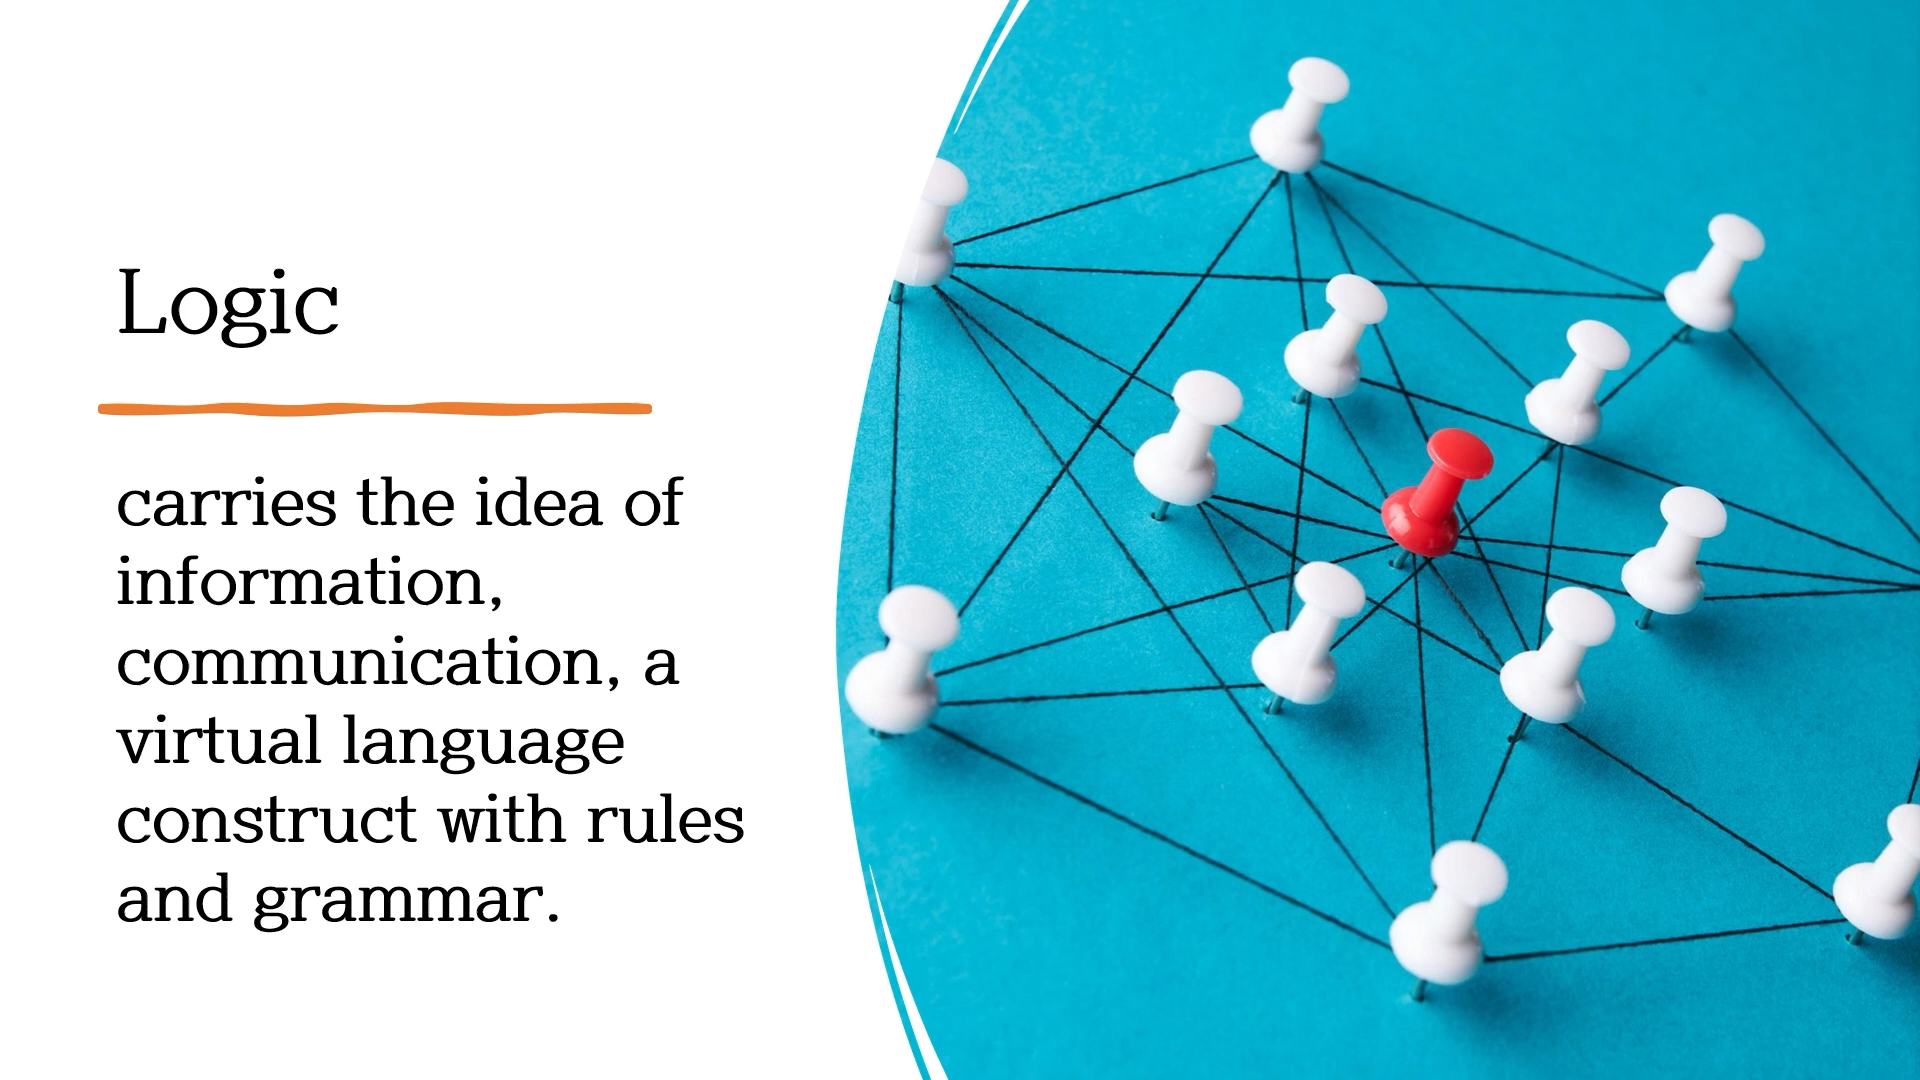 Logic
carries the idea of
information,
communication, a
virtual language
construct with rules
and grammar.